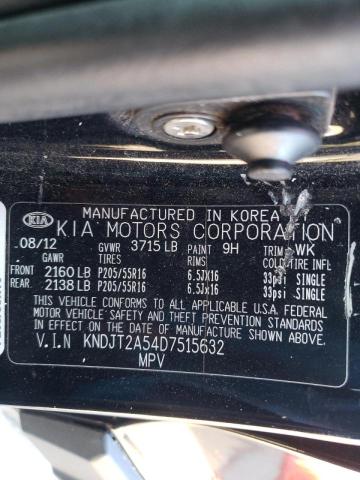 MANUFACTURED IN KOREA
KIA
KIA MOTORS CORPORATION
08/12 GVWR 3715 LB PAINT 9H TRIM WK
GAWR TIRES RIMS COLD TIRE INFL
FRONT 2160 LB P205/55R16 6.5JX16 33psi SINGLE
REAR. 2138 LB P205/55R16 6.5Jx16 33psi SINGLE
THIS VEHICLE CONFORMS TO ALL APPLICABLE U.S.A. FEDERAL
MOTOR VEHICLE SAFETY, BUMPER, AND
THEFT PREVENTION STANDARDS IN
EFFECT ON THE DATE OF MANUFACTURE SHOWN ABOVE.
V.I.N KNDJT2A54D7515632
MPV